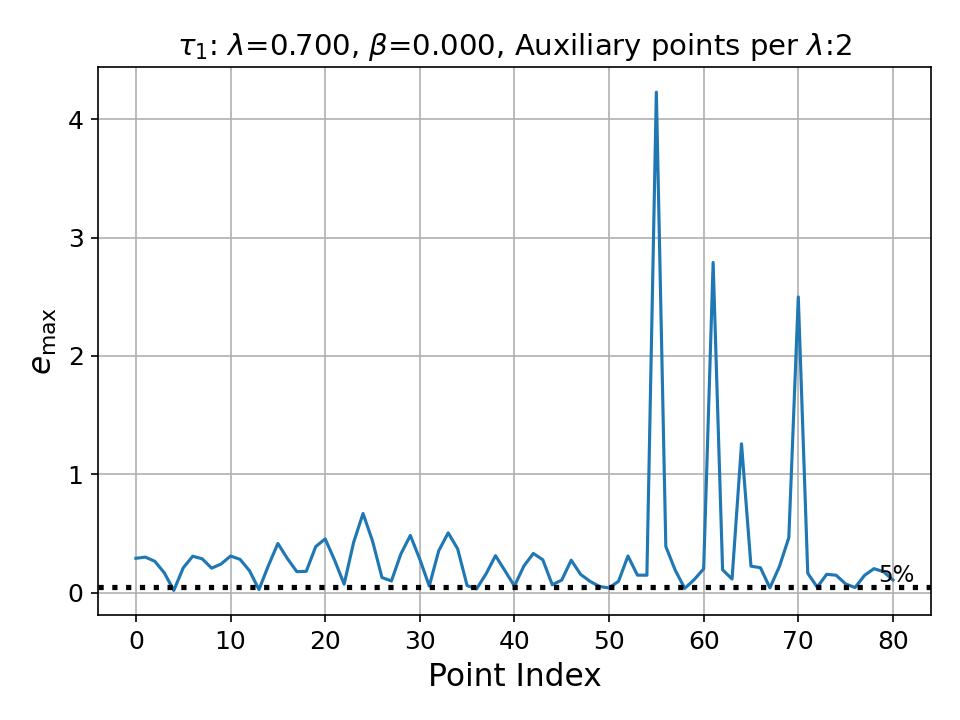 τ₁: λ=0.700, β=0.000, Auxiliary points per λ:2
4
3
2
1
0
e_max
5%
0 10 20 30 40 50 60 70 80
Point Index